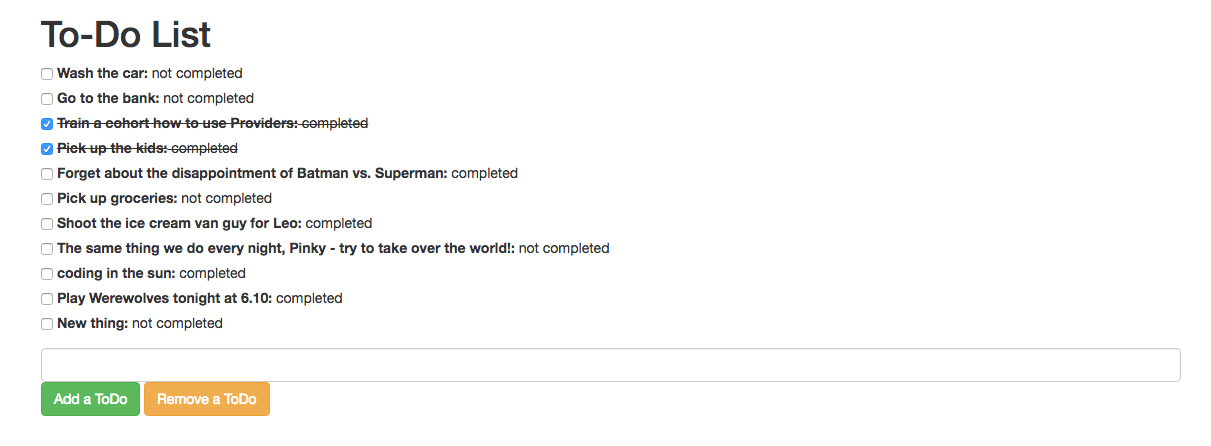 To-Do List
Wash the car: not completed
Go to the bank: not completed
Train a cohort how to use Providers: completed
Pick up the kids: completed
Forget about the disappointment of Batman vs. Superman: completed
Pick up groceries: not completed
Shoot the ice cream van guy for Leo: completed
The same thing we do every night, Pinky - try to take over the world!: not completed
coding in the sun: completed
Play Werewolves tonight at 6.10: completed
New thing: not completed
Add a ToDo Remove a ToDo